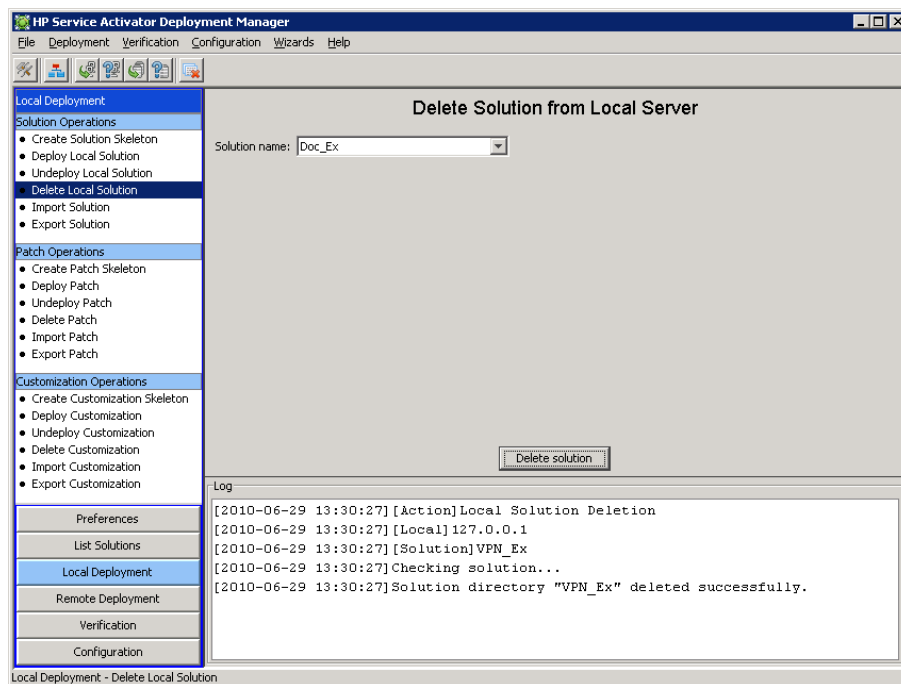 HP Service Activator Deployment Manager
File Deployment Verification Configuration Wizards Help
Local Deployment
Solution Operations
• Create Solution Skeleton
• Deploy Local Solution
• Undeploy Local Solution
• Delete Local Solution
• Import Solution
• Export Solution
Patch Operations
• Create Patch Skeleton
• Deploy Patch
• Undeploy Patch
• Delete Patch
• Import Patch
• Export Patch
Customization Operations
• Create Customization Skeleton
• Deploy Customization
• Undeploy Customization
• Delete Customization
• Import Customization
• Export Customization
Preferences
List Solutions
Local Deployment
Remote Deployment
Verification
Configuration
Delete Solution from Local Server
Solution name: Doc_Ex
Delete solution
Log
[2010-06-29 13:30:27][Action]Local Solution Deletion
[2010-06-29 13:30:27][Local]127.0.0.1
[2010-06-29 13:30:27][Solution]VPN_Ex
[2010-06-29 13:30:27]Checking solution...
[2010-06-29 13:30:27]Solution directory "VPN_Ex" deleted successfully.
Local Deployment - Delete Local Solution